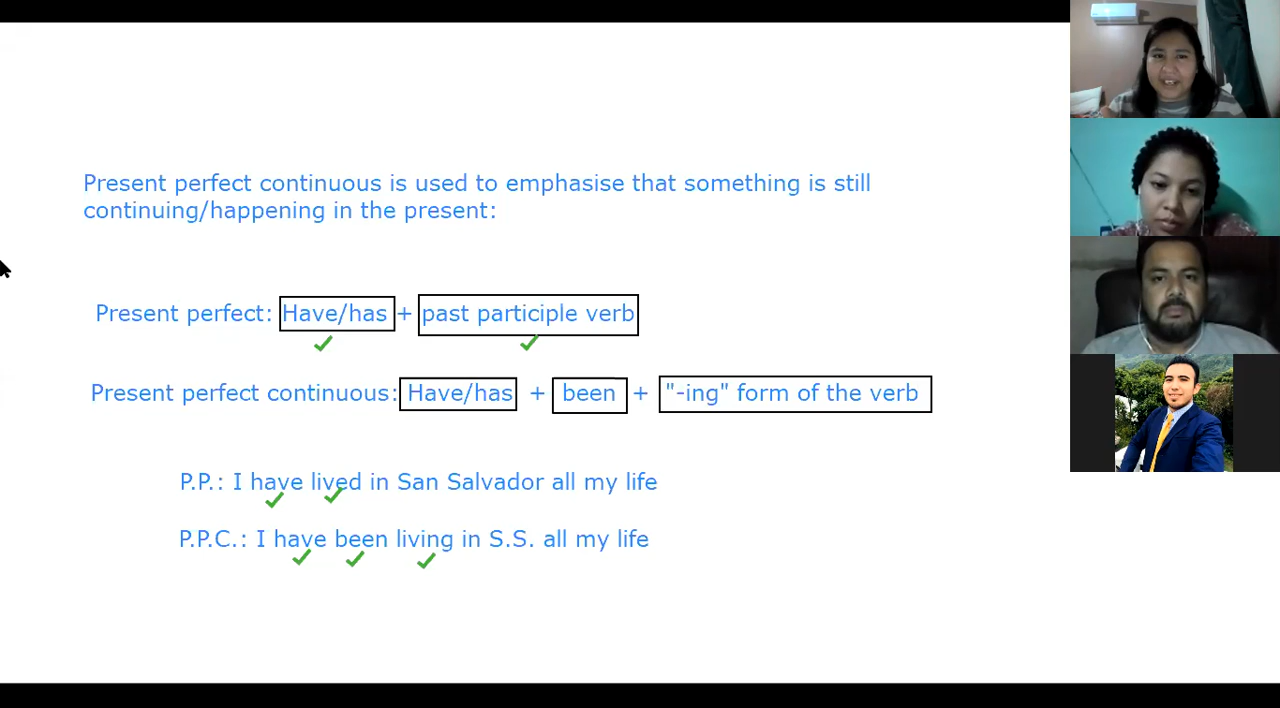 Present perfect continuous is used to emphasise that something is still
continuing/happening in the present:
Present perfect: Have/has + past participle verb
Present perfect continuous: Have/has + been + "-ing" form of the verb
P.P.: I have lived in San Salvador all my life
P.P.C.: I have been living in S.S. all my life